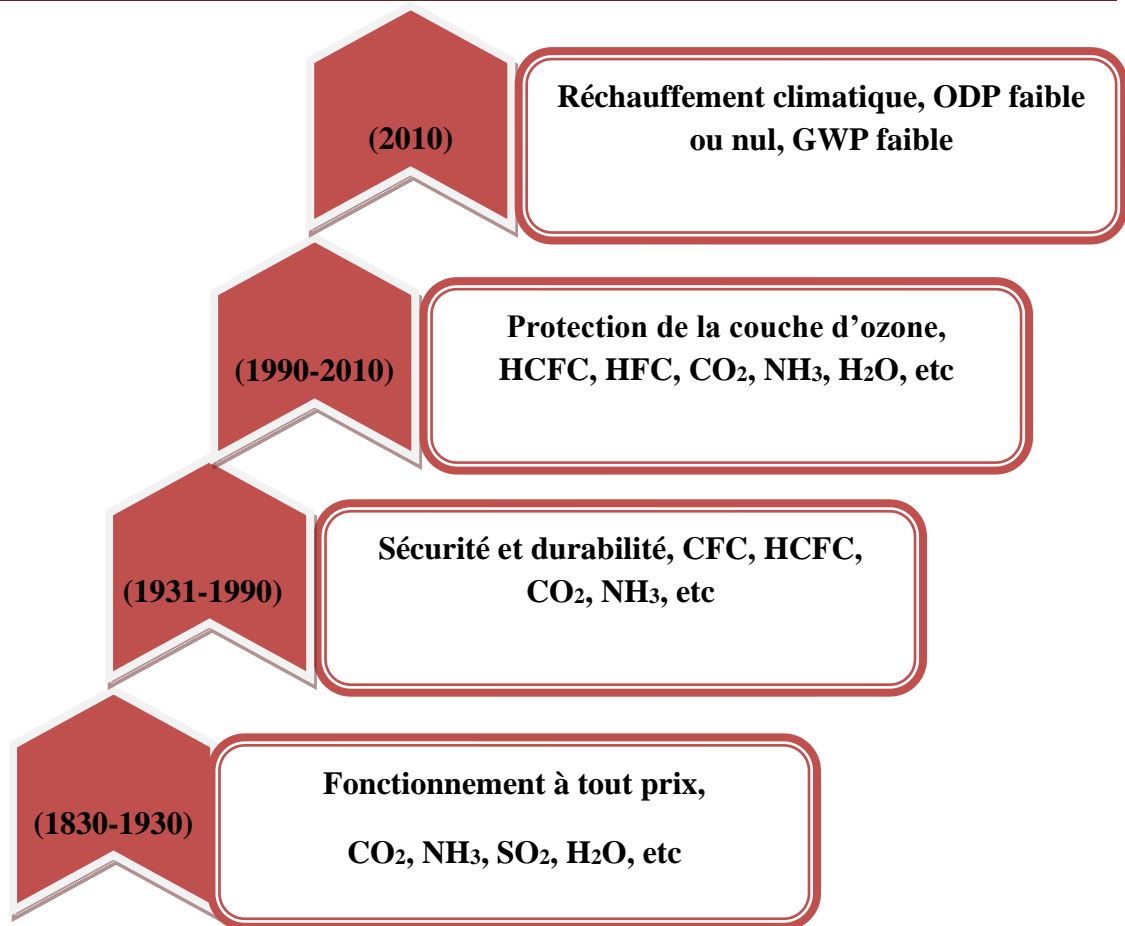 (2010)
Réchauffement climatique, ODP faible
ou nul, GWP faible
(1990-2010)
Protection de la couche d’ozone,
HCFC, HFC, CO₂, NH₃, H₂O, etc
(1931-1990)
Sécurité et durabilité, CFC, HCFC,
CO₂, NH₃, etc
(1830-1930)
Fonctionnement à tout prix,
CO₂, NH₃, SO₂, H₂O, etc